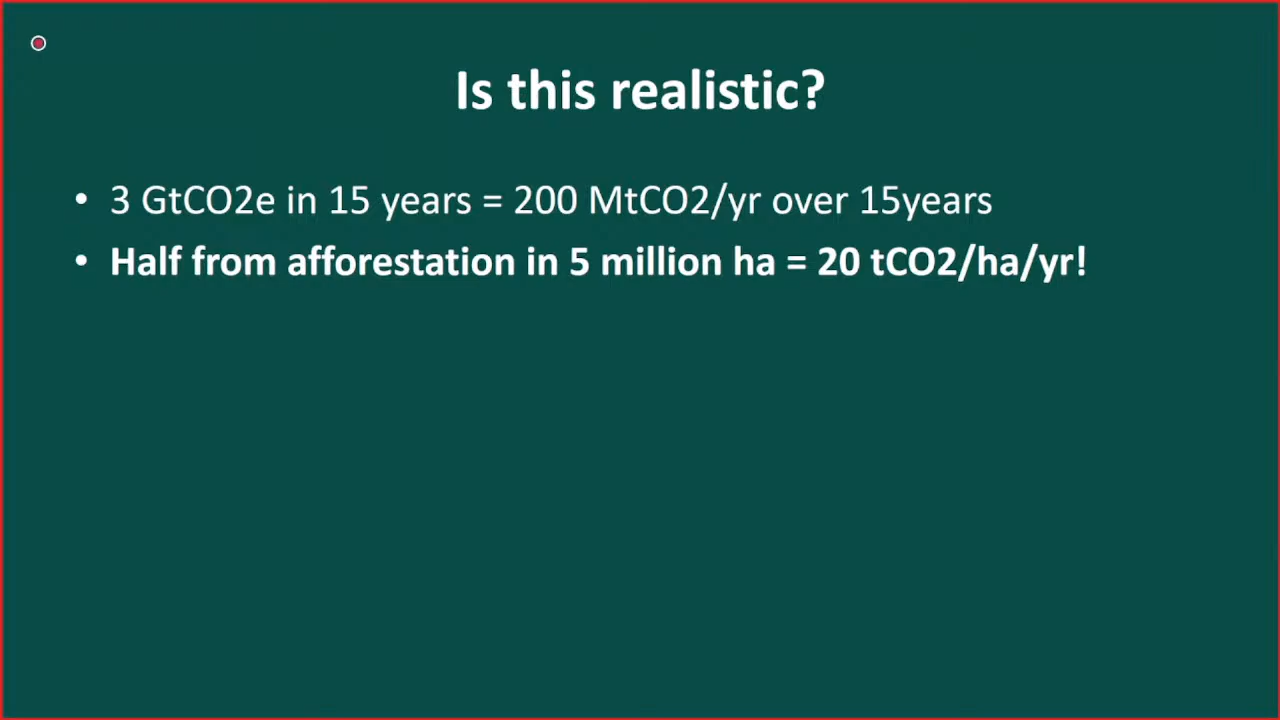 Is this realistic?
• 3 GtCO2e in 15 years = 200 MtCO2/yr over 15years
• Half from afforestation in 5 million ha = 20 tCO2/ha/yr!